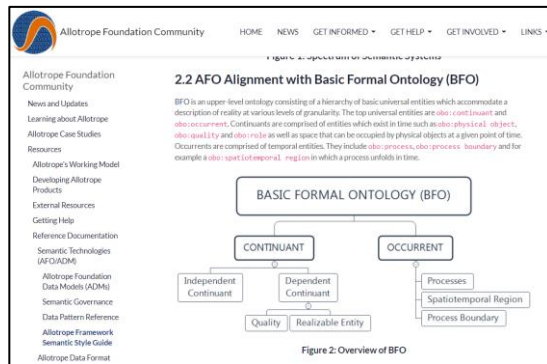 Allotrope Foundation Community
HOME NEWS GET INFORMED GET HELP GET INVOLVED LINKS
Figure 1: Spectrum of Semantic Systems
Allotrope Foundation
Community
News and Updates
Learning about Allotrope
Allotrope Case Studies
Resources
Allotrope's Working Model
Developing Allotrope
Products
External Resources
Getting Help
Reference Documentation
Semantic Technologies
(AFO/ADM)
Allotrope Foundation
Data Models (ADMs)
Semantic Governance
Data Pattern Reference
Allotrope Framework
Semantic Style Guide
Allotrope Data Format
2.2 AFO Alignment with Basic Formal Ontology (BFO)
BFO is an upper-level ontology consisting of a hierarchy of basic universal entities which accommodate a
description of reality at various levels of granularity. The top universal entities are obo:continuant and
obo:occurrent. Continuants are comprised of entities which exist in time such as obo:physical object,
obo:quality and obo:role as well as space that can be occupied by physical objects at a given point of time.
Occurrents are comprised of temporal entities. They include obo:process, obo:process boundary and for
example a obo:spatiotemporal region in which a process unfolds in time.
BASIC FORMAL ONTOLOGY (BFO)
CONTINUANT
OCCURRENT
Independent
Continuant
Dependent
Continuant
Quality
Realizable Entity
Processes
Spatiotemporal Region
Process Boundary
Figure 2: Overview of BFO